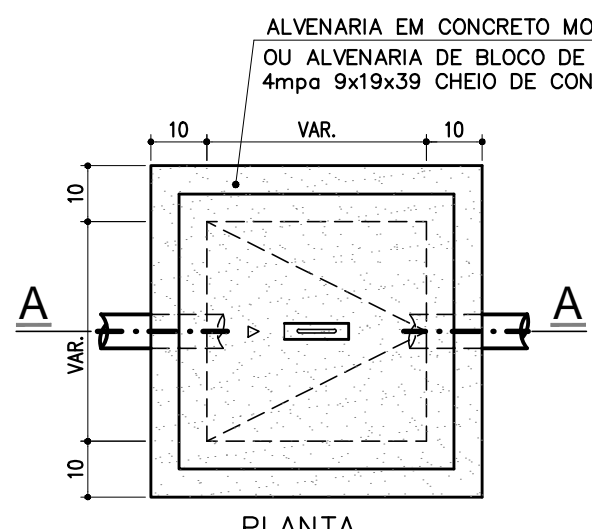 ALVENARIA EM CONCRETO MO
OU ALVENARIA DE BLOCO DE
4mpa 9x19x39 CHEIO DE CON
10 VAR. 10
10
A A
VAR.
10
PLANTA